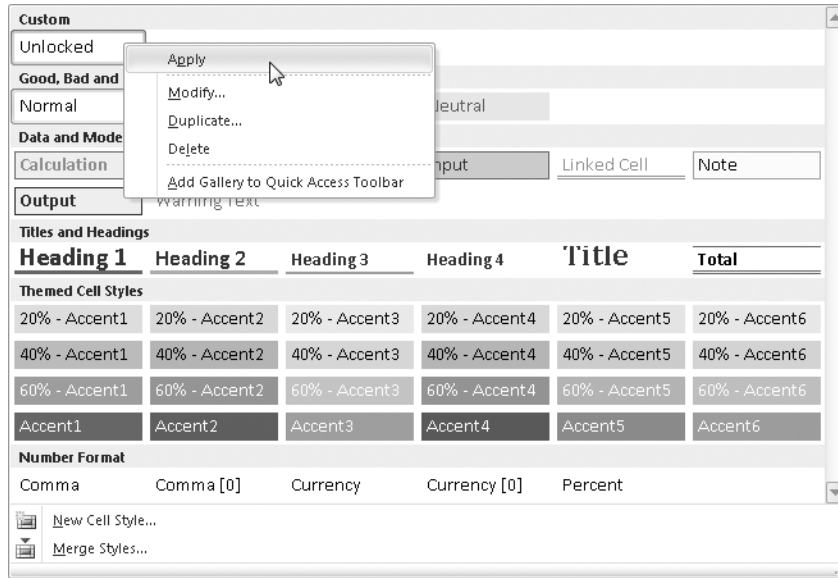 Custom
Unlocked
Apply
Good, Bad and
Modify...
Normal
Neutral
Duplicate...
Data and Mode
Delete
Calculation
Linked Cell
Note
Add Gallery to Quick Access Toolbar
Output
Warning Text
Titles and Headings
Heading 1 Heading 2 Heading 3 Heading 4 Title Total
Themed Cell Styles
20% - Accent1 20% - Accent2 20% - Accent3 20% - Accent4 20% - Accent5 20% - Accent6
40% - Accent1 40% - Accent2 40% - Accent3 40% - Accent4 40% - Accent5 40% - Accent6
60% - Accent1 60% - Accent2 60% - Accent3 60% - Accent4 60% - Accent5 60% - Accent6
Accent1 Accent2 Accent3 Accent4 Accent5 Accent6
Number Format
Comma Comma [0] Currency Currency [0] Percent
New Cell Style...
Merge Styles...